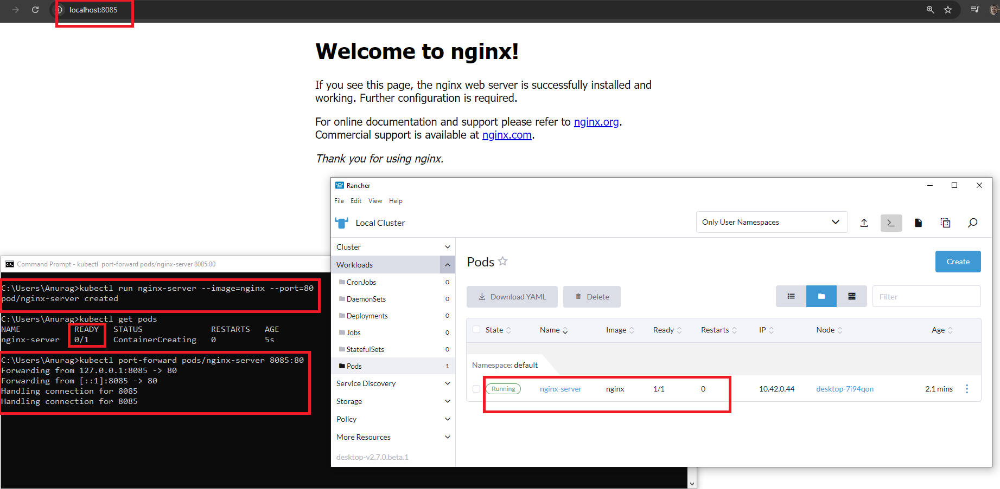 localhost:8085
Welcome to nginx!
If you see this page, the nginx web server is successfully installed and
working. Further configuration is required.
For online documentation and support please refer to nginx.org.
Commercial support is available at nginx.com.
Thank you for using nginx.
Command Prompt - kubectl  port-forward pods/nginx-server 8085:80
C:\Users\Anurag>kubectl run nginx-server --image=nginx --port=80
pod/nginx-server created
C:\Users\Anurag>kubectl get pods
NAME READY STATUS RESTARTS AGE
nginx-server 0/1 ContainerCreating 0 5s
C:\Users\Anurag>kubectl port-forward pods/nginx-server 8085:80
Forwarding from 127.0.0.1:8085 -> 80
Forwarding from [::1]:8085 -> 80
Handling connection for 8085
Handling connection for 8085
Rancher
File Edit View Help
Local Cluster
Only User Namespaces
Cluster
Workloads
CronJobs 0
DaemonSets 0
Deployments 0
Jobs 0
StatefulSets 0
Pods 1
Service Discovery
Storage
Policy
More Resources
desktop-v2.7.0.beta.1
Pods
Create
Download YAML Delete
Filter
State Name Image Ready Restarts IP Node Age
Namespace: default
Running nginx-server nginx 1/1 0 10.42.0.44 desktop-7i94qon 2.1 mins